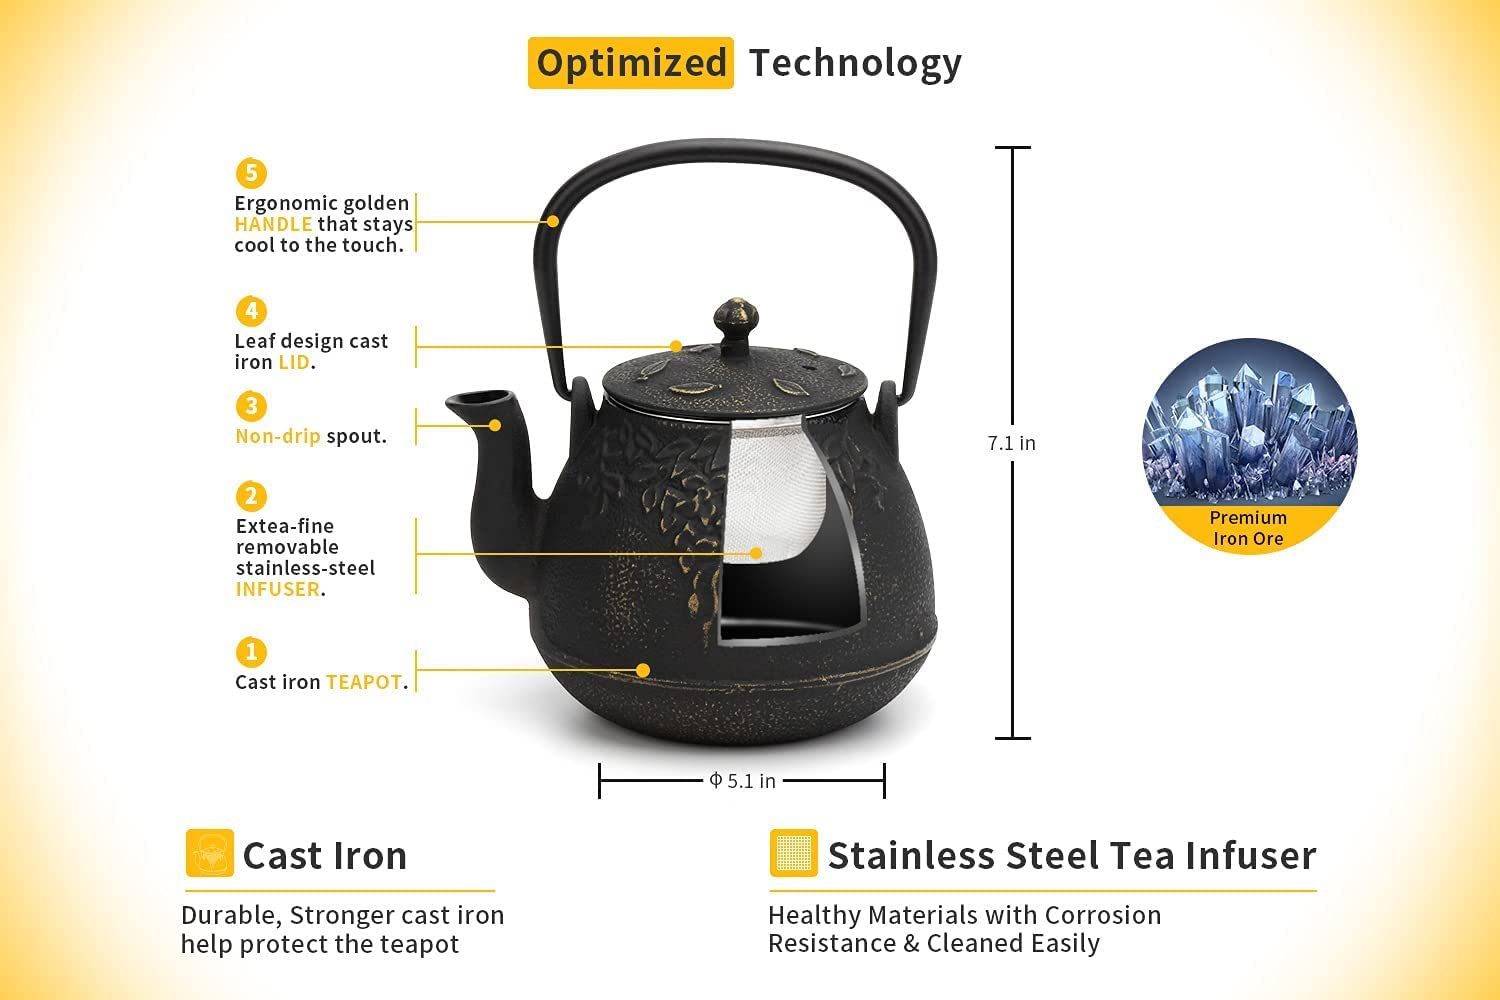 Optimized Technology
5
Ergonomic golden
HANDLE that stays
cool to the touch.
4
Leaf design cast
iron LID.
3
Non-drip spout.
2
Extea-fine
removable
stainless-steel
INFUSER.
1
Cast iron TEAPOT.
7.1 in
Φ 5.1 in
Premium
Iron Ore
Cast Iron
Durable, Stronger cast iron
help protect the teapot
Stainless Steel Tea Infuser
Healthy Materials with Corrosion
Resistance & Cleaned Easily